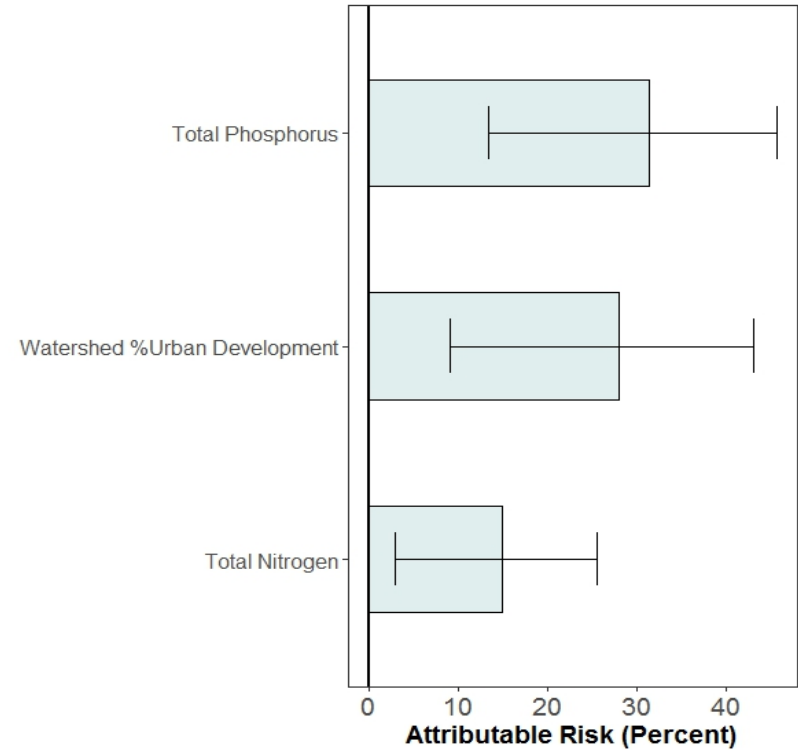 Total Phosphorus
Watershed %Urban Development
Total Nitrogen
0 10 20 30 40
Attributable Risk (Percent)